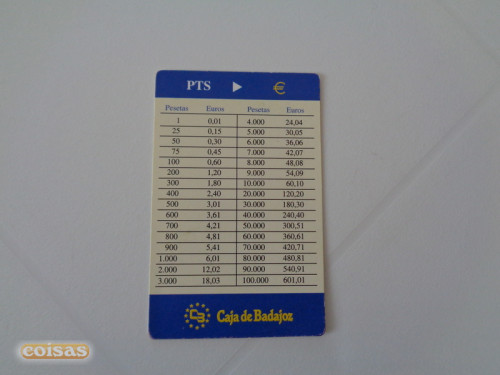 PTS ▶ €
Pesetas Euros Pesetas Euros
1 0,01 4.000 24,04
25 0,15 5.000 30,05
50 0,30 6.000 36,06
75 0,45 7.000 42,07
100 0,60 8.000 48,08
200 1,20 9.000 54,09
300 1,80 10.000 60,10
400 2,40 20.000 120,20
500 3,01 30.000 180,30
600 3,61 40.000 240,40
700 4,21 50.000 300,51
800 4,81 60.000 360,61
900 5,41 70.000 420,71
1.000 6,01 80.000 480,81
2.000 12,02 90.000 540,91
3.000 18,03 100.000 601,01
CB Caja de Badajoz
coisas